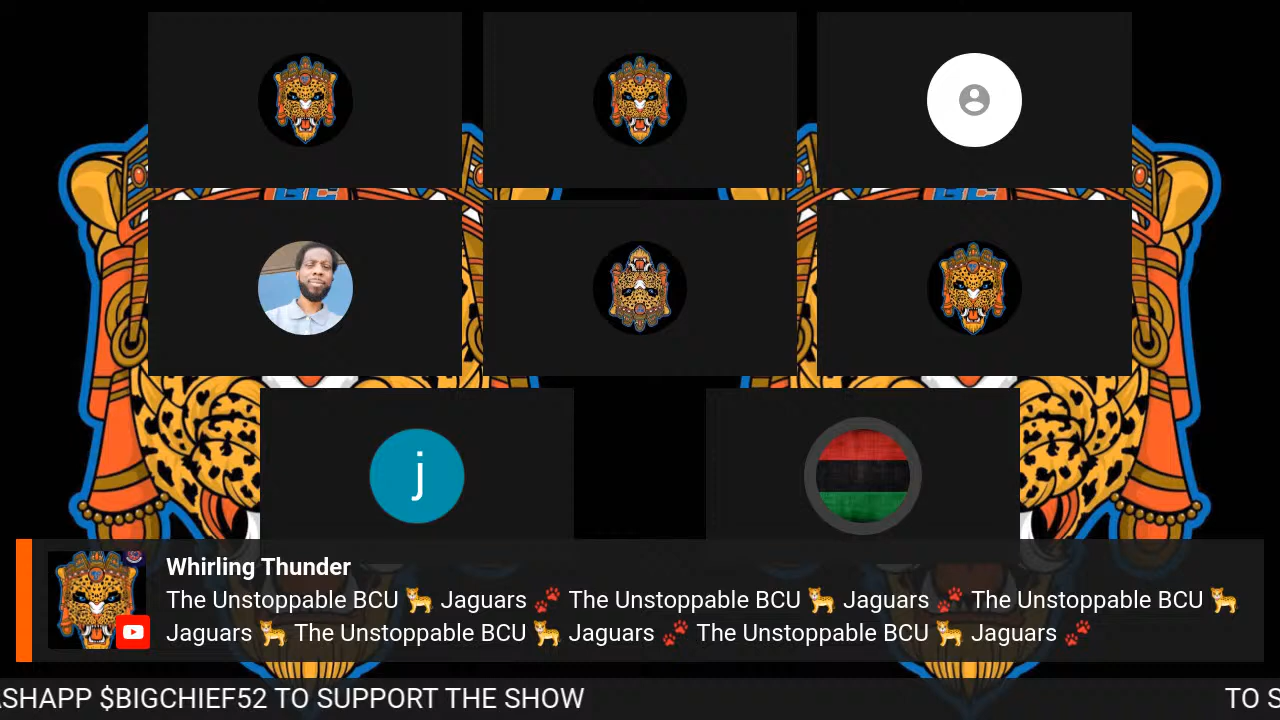 j
Whirling Thunder
The Unstoppable BCU 🐆 Jaguars 🐾 The Unstoppable BCU 🐆 Jaguars 🐾 The Unstoppable BCU 🐆
Jaguars 🐆 The Unstoppable BCU 🐆 Jaguars 🐾 The Unstoppable BCU 🐆 Jaguars 🐾
ASHAPP $BIGCHIEF52 TO SUPPORT THE SHOW TO S